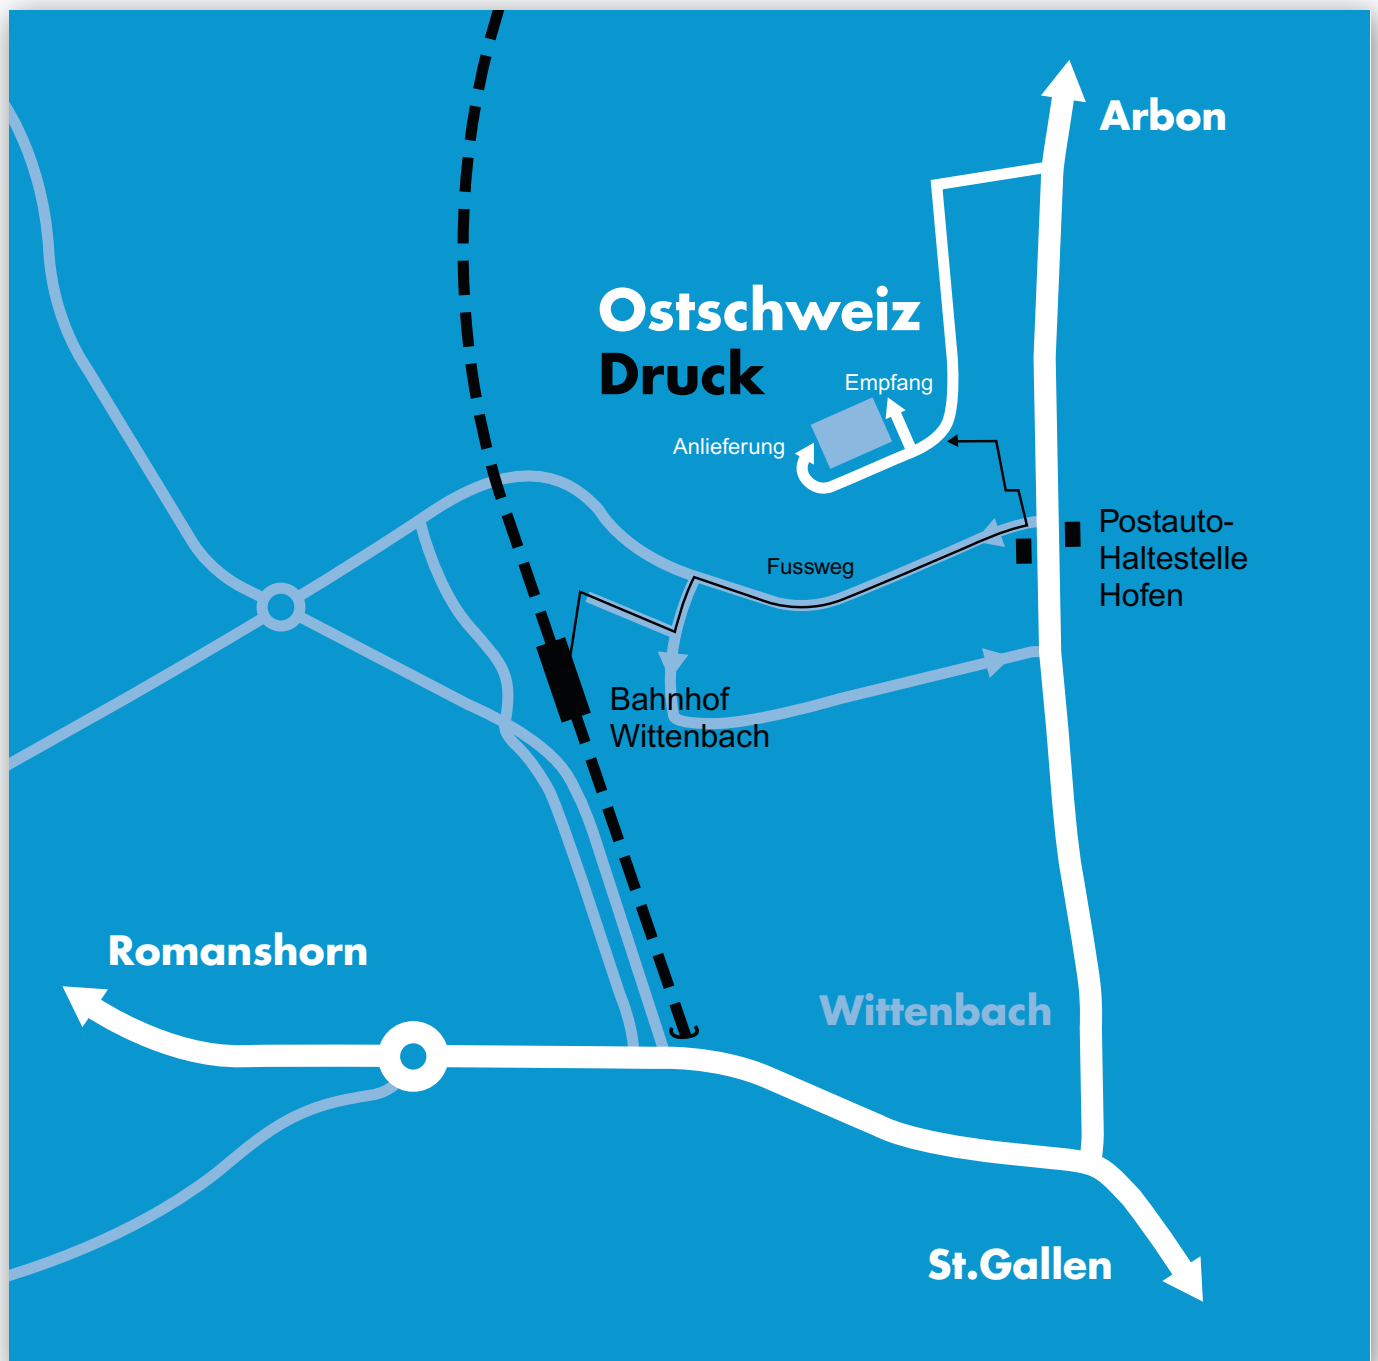 Arbon
Ostschweiz
Druck
Empfang
Anlieferung
Postauto-
Haltestelle
Hofen
Fussweg
Bahnhof
Wittenbach
Romanshorn
Wittenbach
St.Gallen